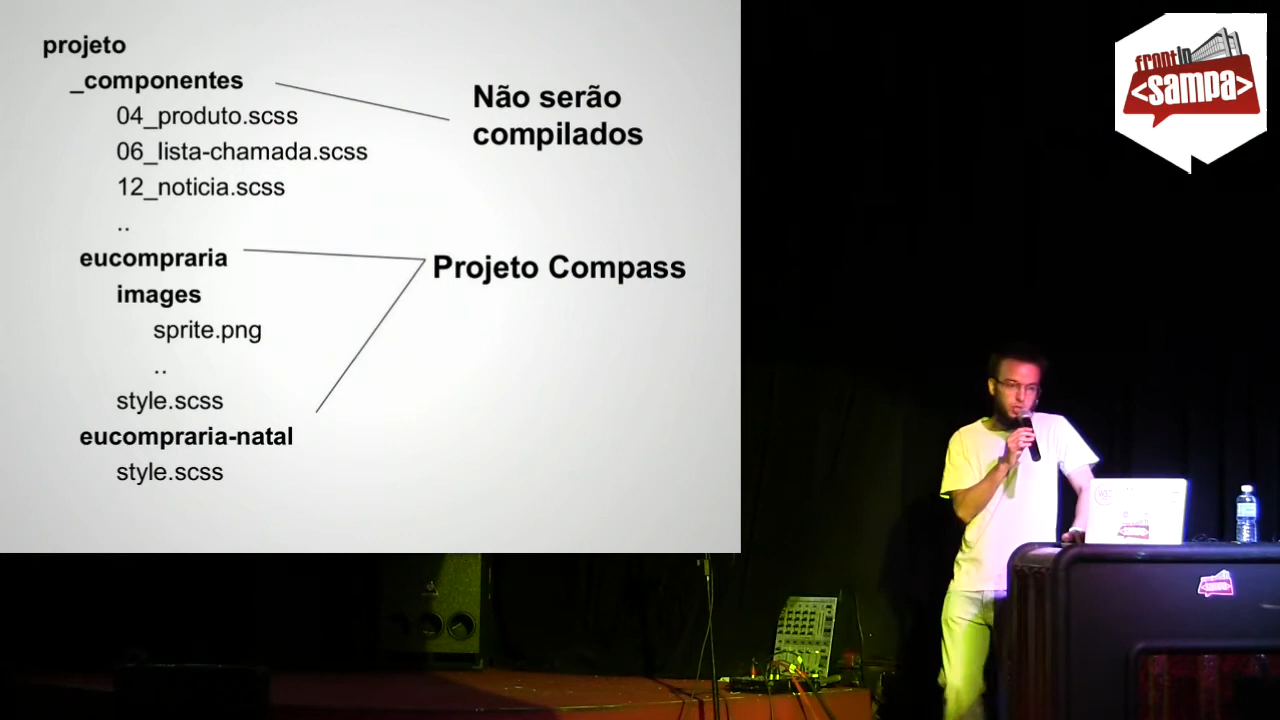 projeto
_componentes
04_produto.scss
06_lista-chamada.scss
12_noticia.scss
..
eucompraria
images
sprite.png
..
style.scss
eucompraria-natal
style.scss
Não serão
compilados
Projeto Compass
frontIn
<sampa>